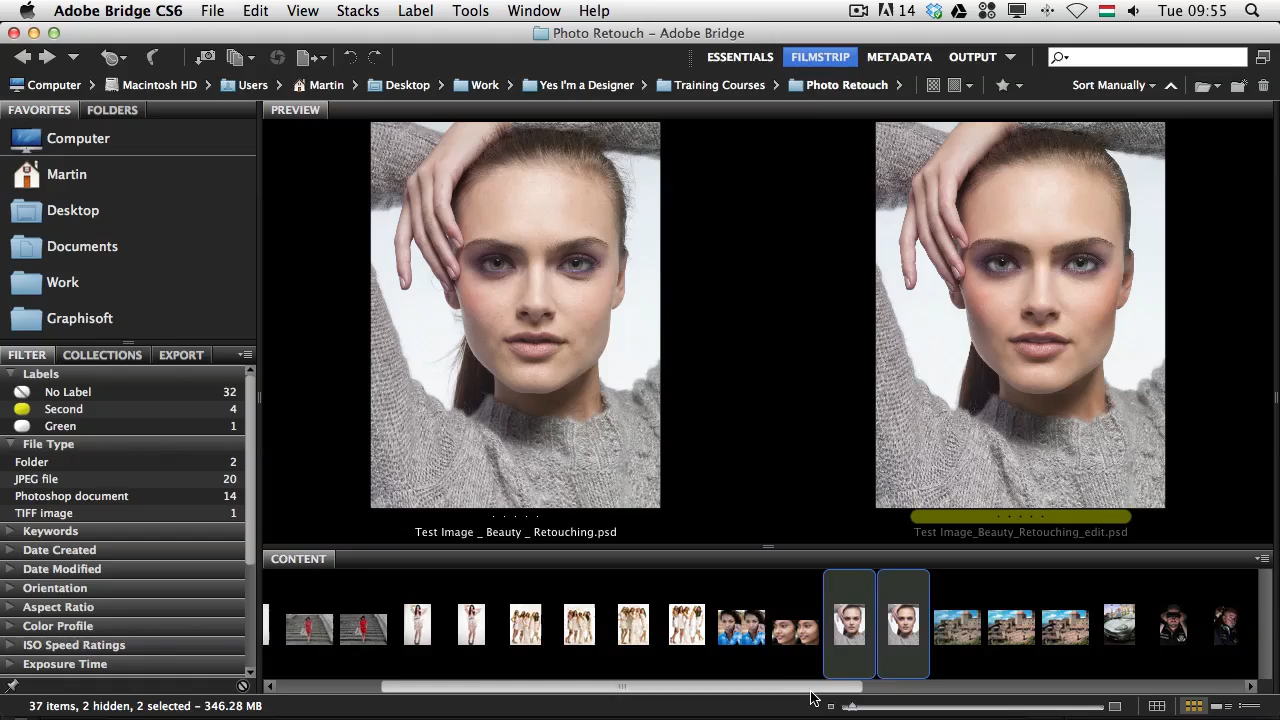 Adobe Bridge CS6 File Edit View Stacks Label Tools Window Help 14 Tue 09:55
Photo Retouch – Adobe Bridge
ESSENTIALS FILMSTRIP METADATA OUTPUT
Computer Macintosh HD Users Martin Desktop Work Yes I'm a Designer Training Courses Photo Retouch Sort Manually
FAVORITES FOLDERS
Computer
Martin
Desktop
Documents
Work
Graphisoft
FILTER COLLECTIONS EXPORT
Labels
No Label 32
Second 4
Green 1
File Type
Folder 2
JPEG file 20
Photoshop document 14
TIFF image 1
Keywords
Date Created
Date Modified
Orientation
Aspect Ratio
Color Profile
ISO Speed Ratings
Exposure Time
PREVIEW
Test Image _ Beauty _ Retouching.psd
Test Image_Beauty_Retouching_edit.psd
CONTENT
37 items, 2 hidden, 2 selected – 346.28 MB